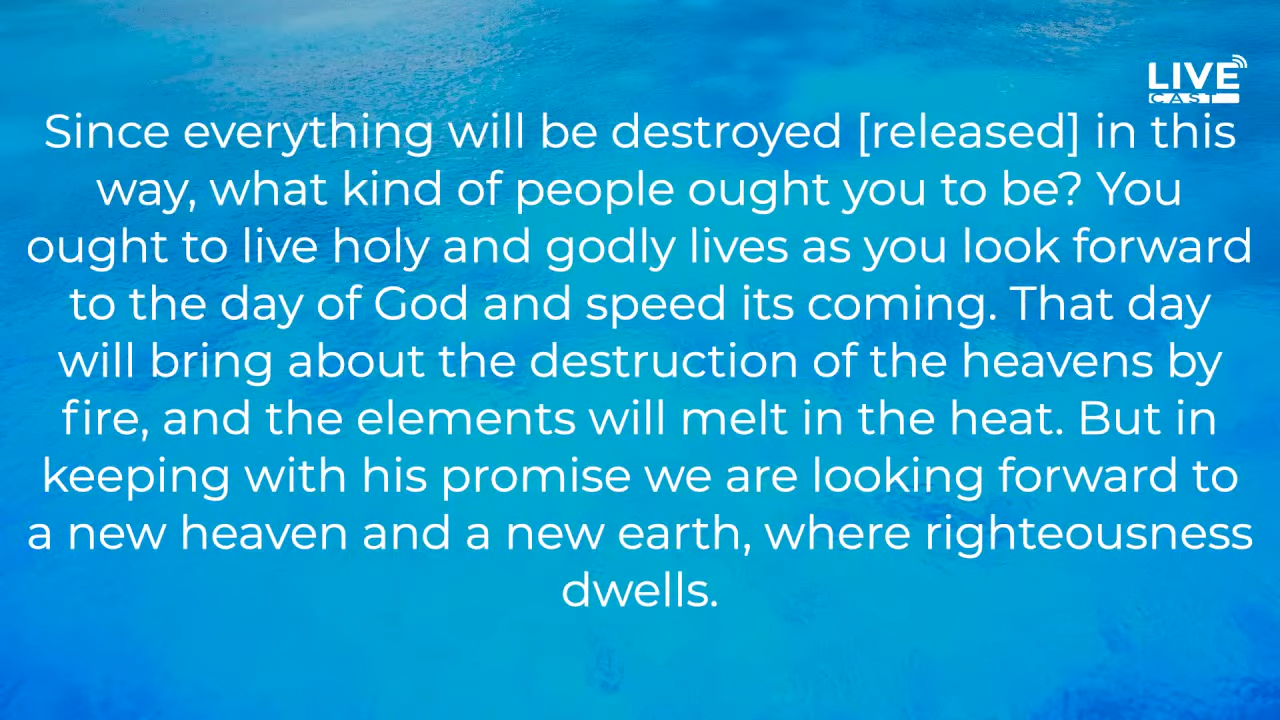 LIVE
CAST
Since everything will be destroyed [released] in this
way, what kind of people ought you to be? You
ought to live holy and godly lives as you look forward
to the day of God and speed its coming. That day
will bring about the destruction of the heavens by
fire, and the elements will melt in the heat. But in
keeping with his promise we are looking forward to
a new heaven and a new earth, where righteousness
dwells.